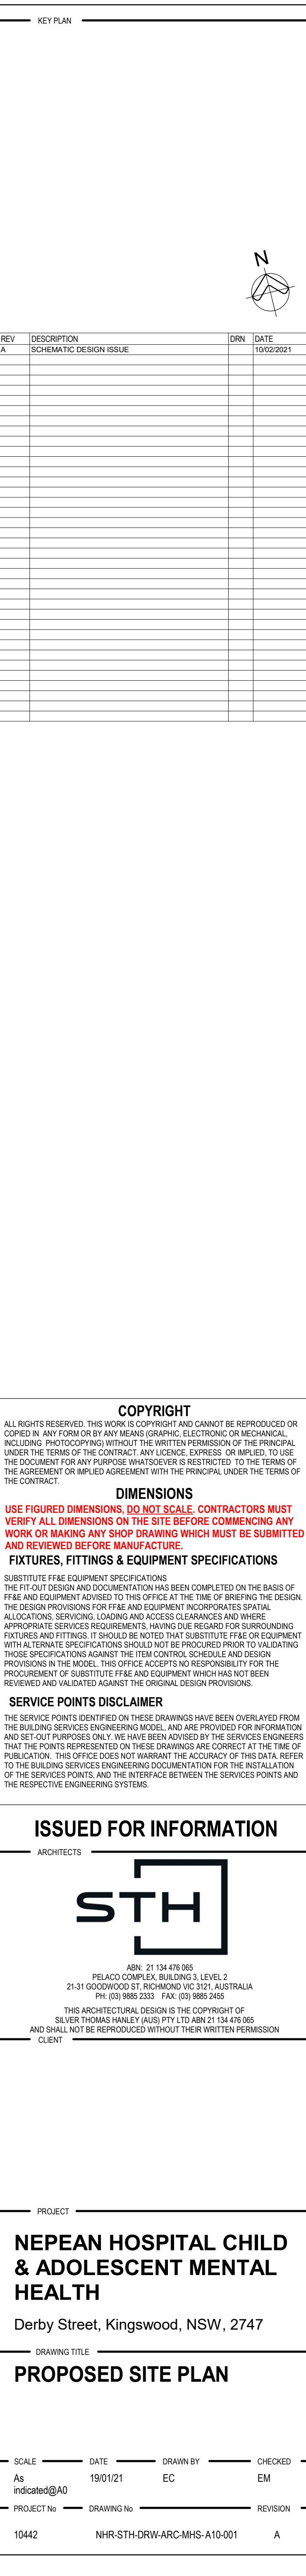 KEY PLAN
N
REV DESCRIPTION DRN DATE
A SCHEMATIC DESIGN ISSUE 10/02/2021
COPYRIGHT
ALL RIGHTS RESERVED. THIS WORK IS COPYRIGHT AND CANNOT BE REPRODUCED OR
COPIED IN ANY FORM OR BY ANY MEANS (GRAPHIC, ELECTRONIC OR MECHANICAL,
INCLUDING PHOTOCOPYING) WITHOUT THE WRITTEN PERMISSION OF THE PRINCIPAL
UNDER THE TERMS OF THE CONTRACT. ANY LICENCE, EXPRESS OR IMPLIED, TO USE
THE DOCUMENT FOR ANY PURPOSE WHATSOEVER IS RESTRICTED TO THE TERMS OF
THE AGREEMENT OR IMPLIED AGREEMENT WITH THE PRINCIPAL UNDER THE TERMS OF
THE CONTRACT.
DIMENSIONS
USE FIGURED DIMENSIONS, DO NOT SCALE. CONTRACTORS MUST
VERIFY ALL DIMENSIONS ON THE SITE BEFORE COMMENCING ANY
WORK OR MAKING ANY SHOP DRAWING WHICH MUST BE SUBMITTED
AND REVIEWED BEFORE MANUFACTURE.
FIXTURES, FITTINGS & EQUIPMENT SPECIFICATIONS
SUBSTITUTE FF&E EQUIPMENT SPECIFICATIONS
THE FIT-OUT DESIGN AND DOCUMENTATION HAS BEEN COMPLETED ON THE BASIS OF
FF&E AND EQUIPMENT ADVISED TO THIS OFFICE AT THE TIME OF BRIEFING THE DESIGN.
THE DESIGN PROVISIONS FOR FF&E AND EQUIPMENT INCORPORATES SPATIAL
ALLOCATIONS, SERVICING, LOADING AND ACCESS CLEARANCES AND WHERE
APPROPRIATE SERVICES REQUIREMENTS, HAVING DUE REGARD FOR SURROUNDING
FIXTURES AND FITTINGS. IT SHOULD BE NOTED THAT SUBSTITUTE FF&E OR EQUIPMENT
WITH ALTERNATE SPECIFICATIONS SHOULD NOT BE PROCURED PRIOR TO VALIDATING
THOSE SPECIFICATIONS AGAINST THE ITEM CONTROL SCHEDULE AND DESIGN
PROVISIONS IN THE MODEL. THIS OFFICE ACCEPTS NO RESPONSIBILITY FOR THE
PROCUREMENT OF SUBSTITUTE FF&E AND EQUIPMENT WHICH HAS NOT BEEN
REVIEWED AND VALIDATED AGAINST THE ORIGINAL DESIGN PROVISIONS.
SERVICE POINTS DISCLAIMER
THE SERVICE POINTS IDENTIFIED ON THESE DRAWINGS HAVE BEEN OVERLAYED FROM
THE BUILDING SERVICES ENGINEERING MODEL, AND ARE PROVIDED FOR INFORMATION
AND SET-OUT PURPOSES ONLY. WE HAVE BEEN ADVISED BY THE SERVICES ENGINEERS
THAT THE POINTS REPRESENTED ON THESE DRAWINGS ARE CORRECT AT THE TIME OF
PUBLICATION. THIS OFFICE DOES NOT WARRANT THE ACCURACY OF THIS DATA. REFER
TO THE BUILDING SERVICES ENGINEERING DOCUMENTATION FOR THE INSTALLATION
OF THE SERVICES POINTS, AND THE INTERFACE BETWEEN THE SERVICES POINTS AND
THE RESPECTIVE ENGINEERING SYSTEMS.
ISSUED FOR INFORMATION
ARCHITECTS
STH
ABN: 21 134 476 065
PELACO COMPLEX, BUILDING 3, LEVEL 2
21-31 GOODWOOD ST, RICHMOND VIC 3121, AUSTRALIA
PH: (03) 9885 2333 FAX: (03) 9885 2455
THIS ARCHITECTURAL DESIGN IS THE COPYRIGHT OF
SILVER THOMAS HANLEY (AUS) PTY LTD ABN 21 134 476 065
AND SHALL NOT BE REPRODUCED WITHOUT THEIR WRITTEN PERMISSION
CLIENT
PROJECT
NEPEAN HOSPITAL CHILD
& ADOLESCENT MENTAL
HEALTH
Derby Street, Kingswood, NSW, 2747
DRAWING TITLE
PROPOSED SITE PLAN
SCALE DATE DRAWN BY CHECKED
As 19/01/21 EC EM
indicated@A0
PROJECT No DRAWING No REVISION
10442 NHR-STH-DRW-ARC-MHS-A10-001 A